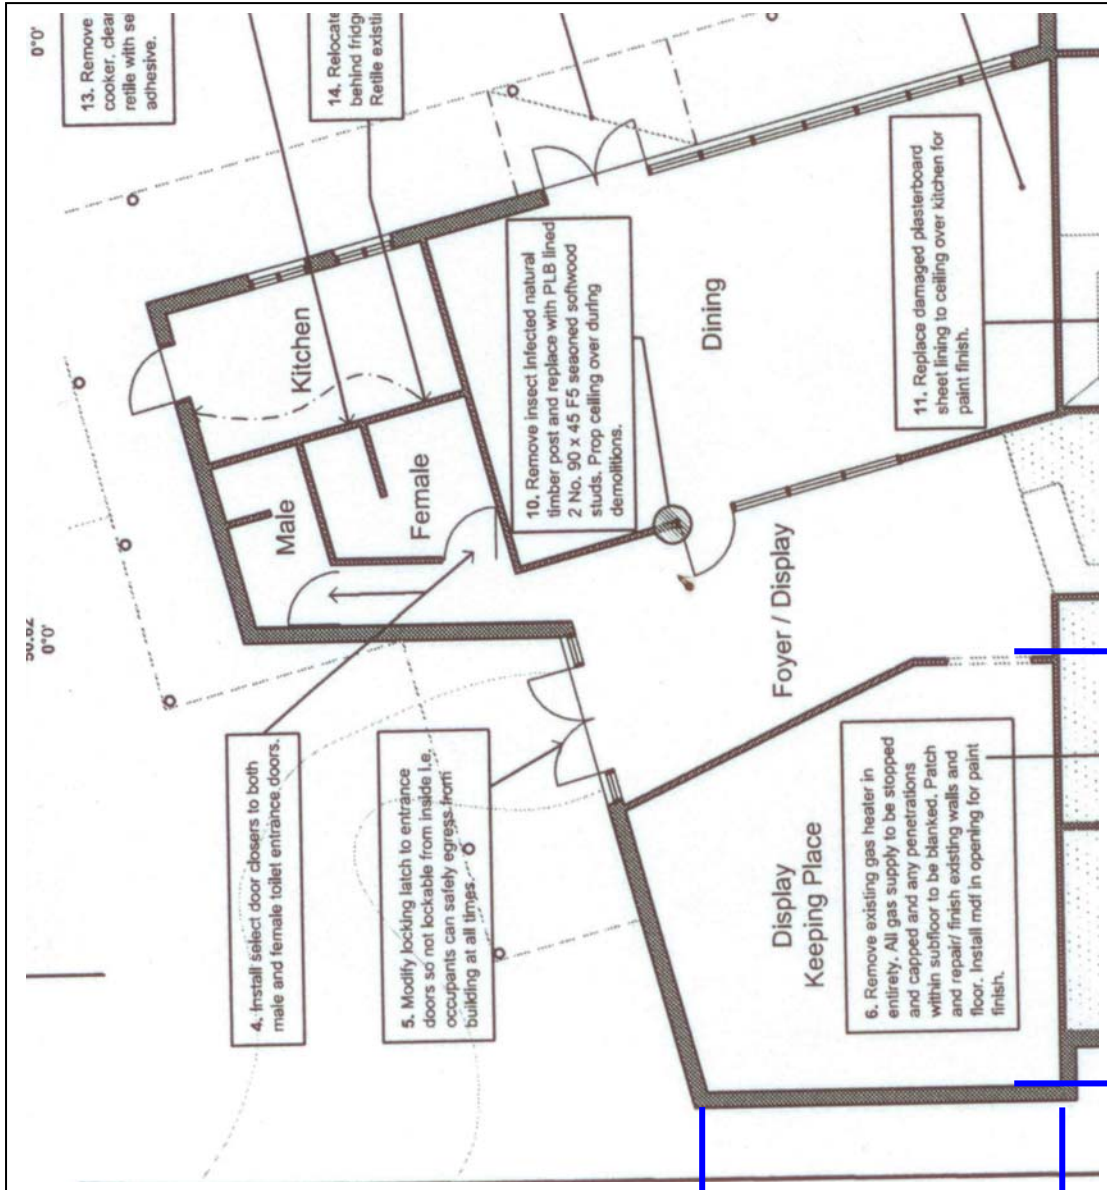 0°0'
0°0'
13. Remove
cooker, clear
retile with se
adhesive.
14. Relocate
behind fridg
Retile existi
4. Install select door closers to both
male and female toilet entrance doors.
5. Modify locking latch to entrance
doors so not lockable from inside i.e.
occupants can safely egress from
building at all times.
Male
Kitchen
Female
10. Remove insect infected natural
timber post and replace with PLB lined
2 No. 90 x 45 F5 seaoned softwood
studs. Prop ceiling over during
demolitions.
Dining
Foyer / Display
Display
Keeping Place
6. Remove existing gas heater in
entirety. All gas supply to be stopped
and capped and any penetrations
within subfloor to be blanked. Patch
and repair/ finish existing walls and
floor. Install mdf in opening for paint
finish.
11. Replace damaged plasterboard
sheet lining to ceiling over kitchen for
paint finish.